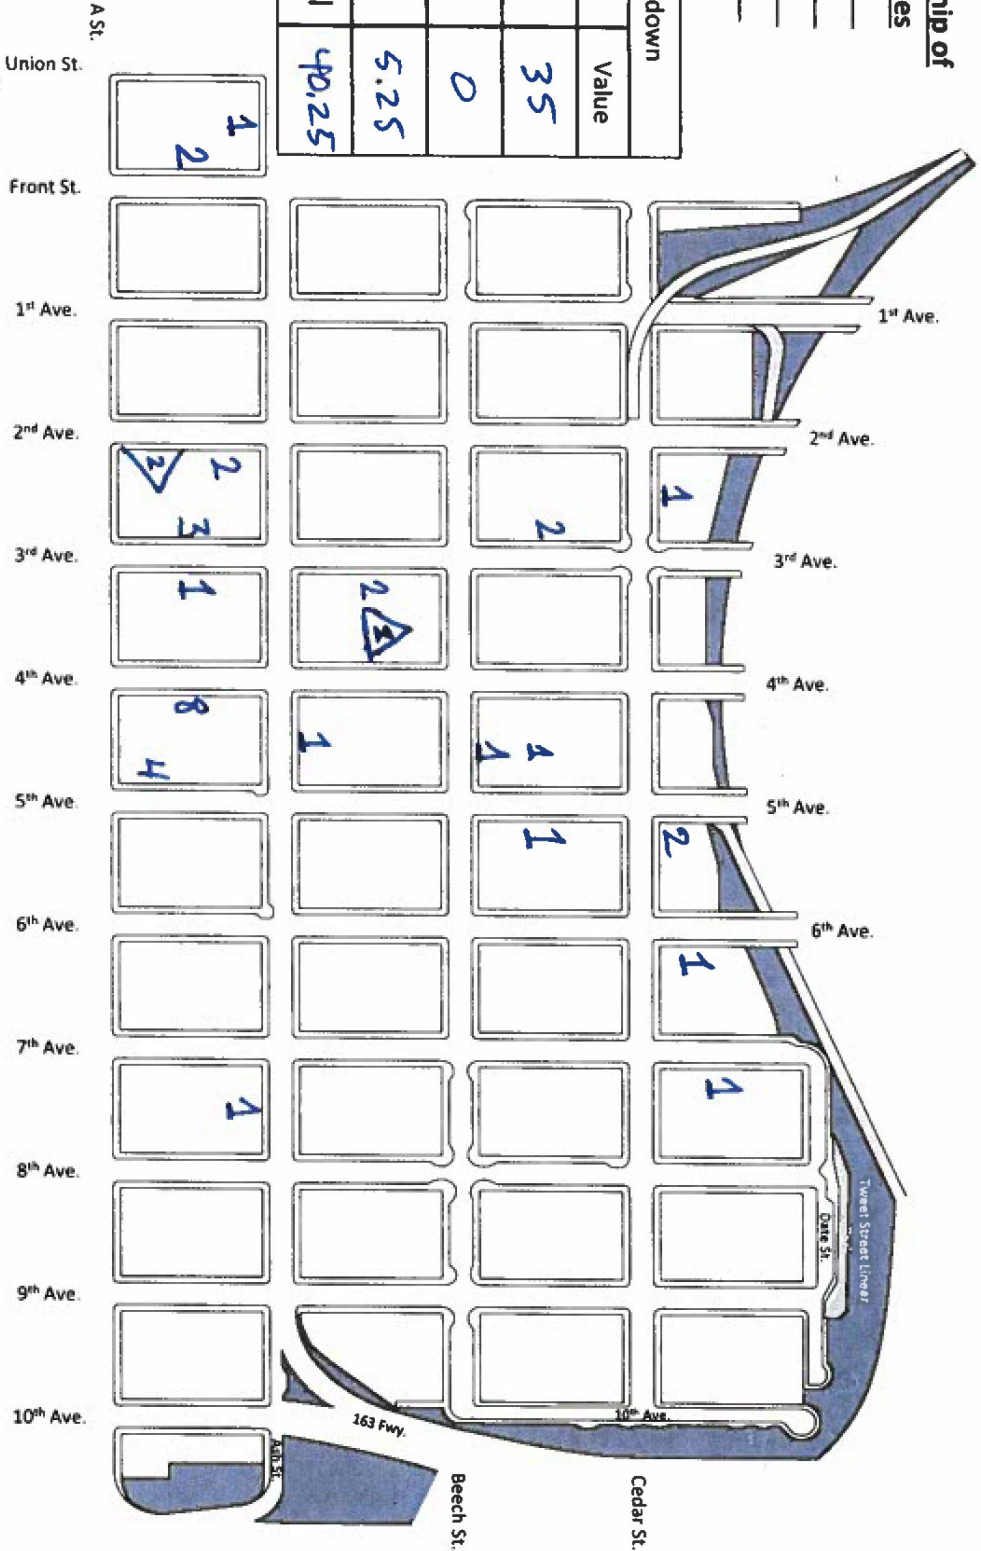 hip of
es
down
Value
35
0
5.25
40.25
A St.
Union St.
1
2
Front St.
1st Ave.
1st Ave.
2nd Ave.
2nd Ave.
2
2
3
2
1
3rd Ave.
3rd Ave.
1
2
4th Ave.
4th Ave.
8
4
1
1
1
5th Ave.
5th Ave.
1
2
6th Ave.
6th Ave.
1
7th Ave.
1
1
8th Ave.
Tweet Street Linear
Date St.
9th Ave.
10th Ave.
163 Fwy.
10th Ave.
Ash St.
Beech St.
Cedar St.